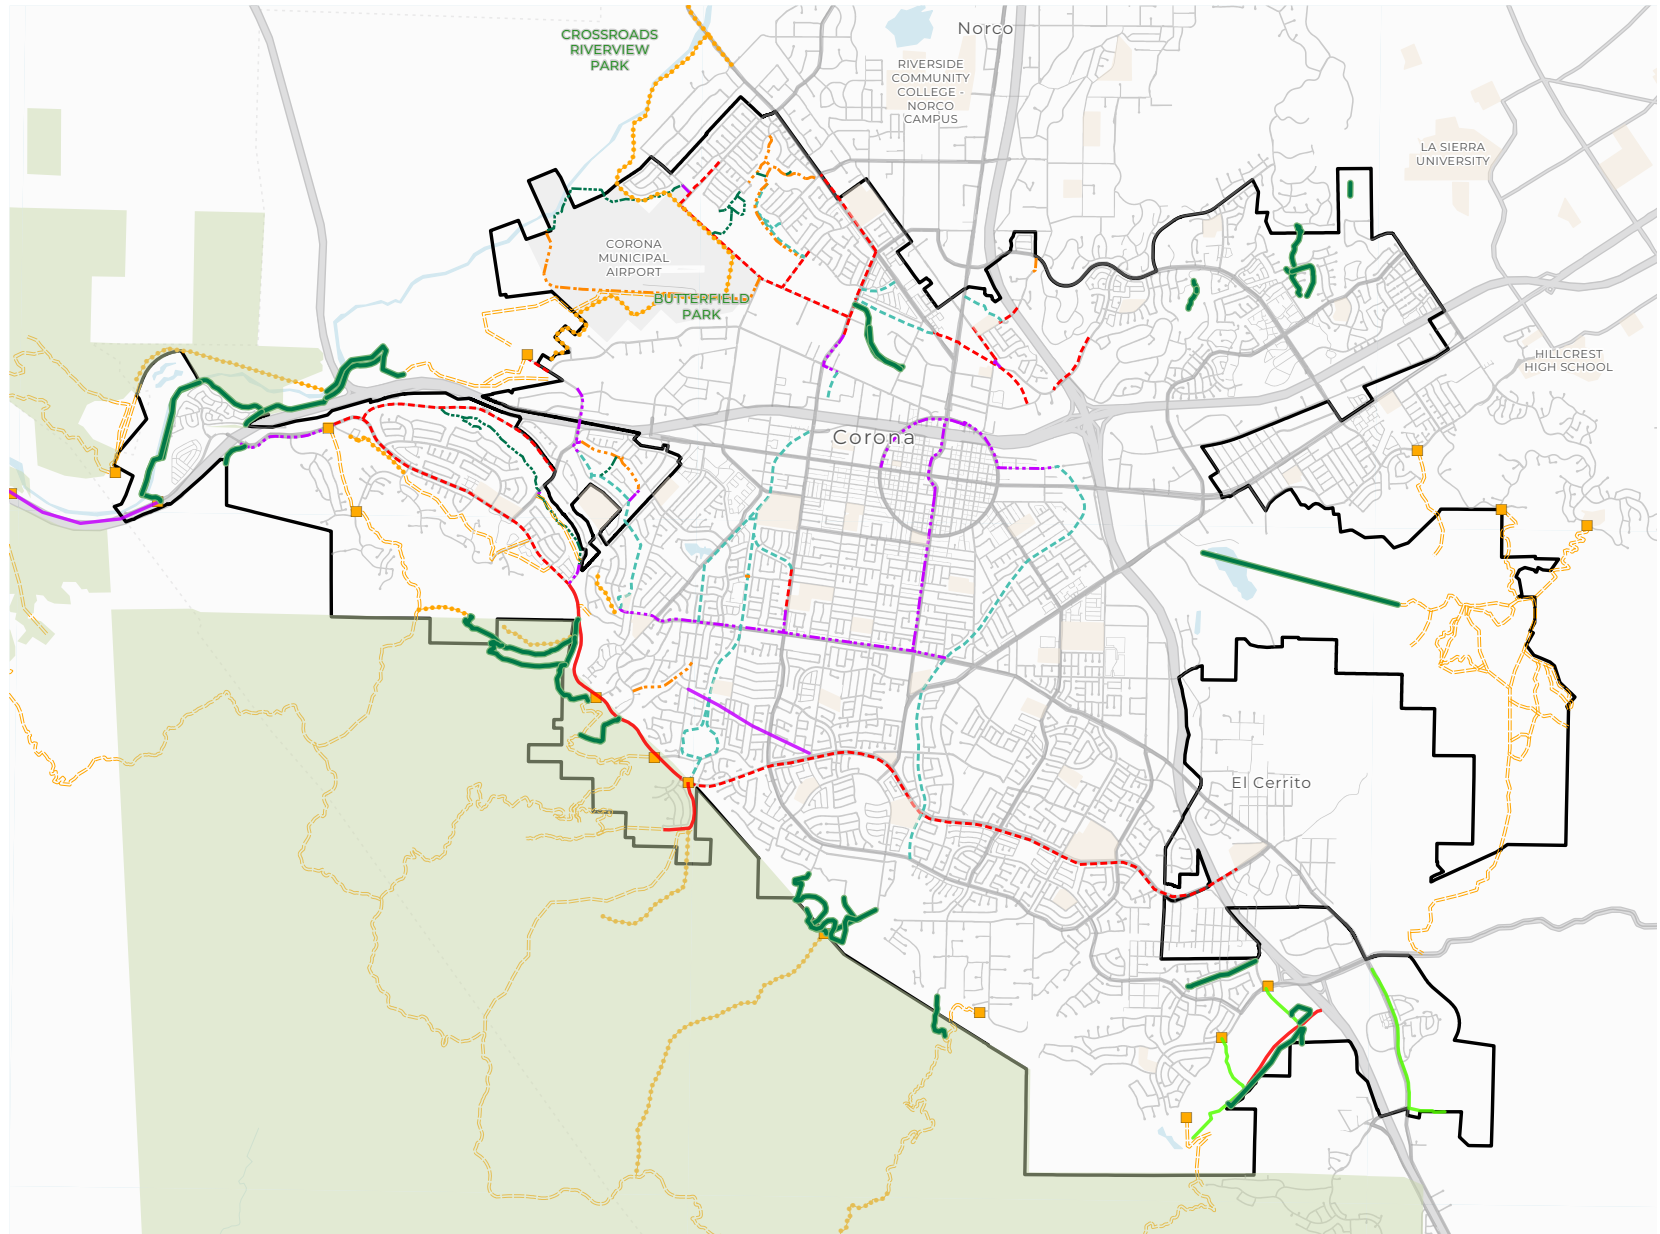 Norco
CROSSROADS
RIVERVIEW
PARK
RIVERSIDE
COMMUNITY
COLLEGE -
NORCO
CAMPUS
LA SIERRA
UNIVERSITY
CORONA
MUNICIPAL
AIRPORT
BUTTERFIELD
PARK
HILLCREST
HIGH SCHOOL
Corona
El Cerrito